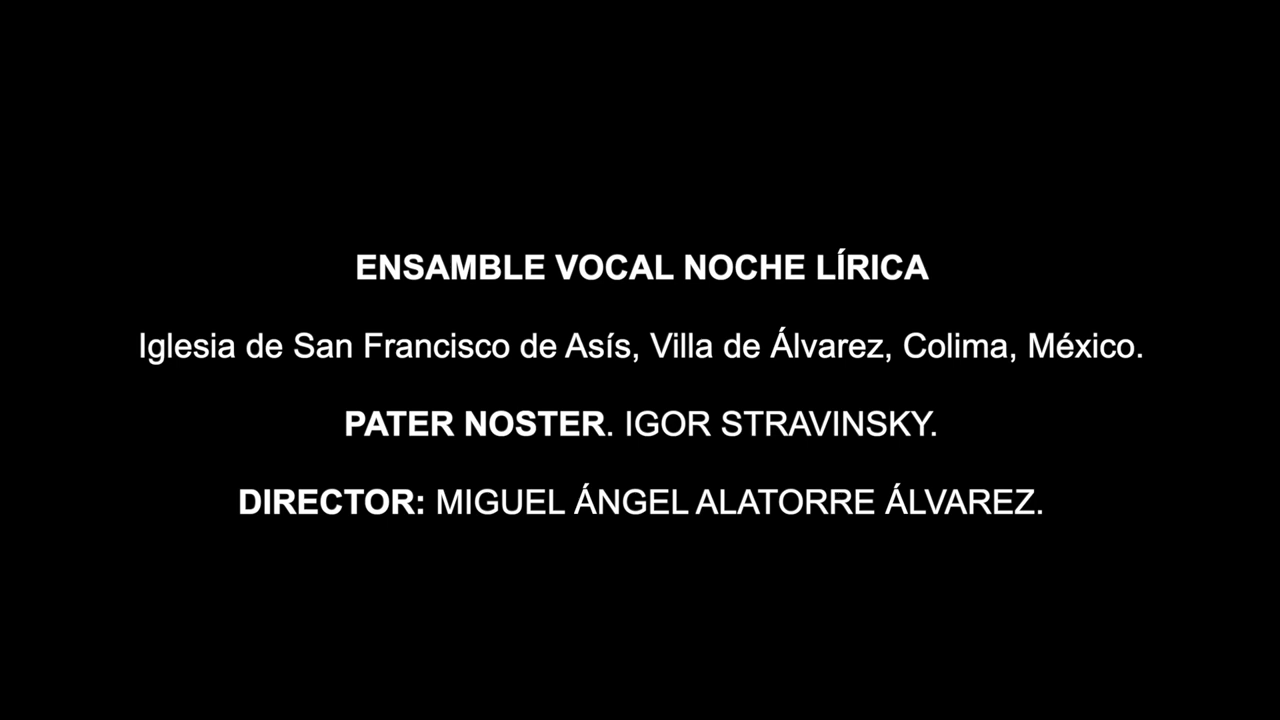 ENSAMBLE VOCAL NOCHE LÍRICA
Iglesia de San Francisco de Asís, Villa de Álvarez, Colima, México.
PATER NOSTER. IGOR STRAVINSKY.
DIRECTOR: MIGUEL ÁNGEL ALATORRE ÁLVAREZ.